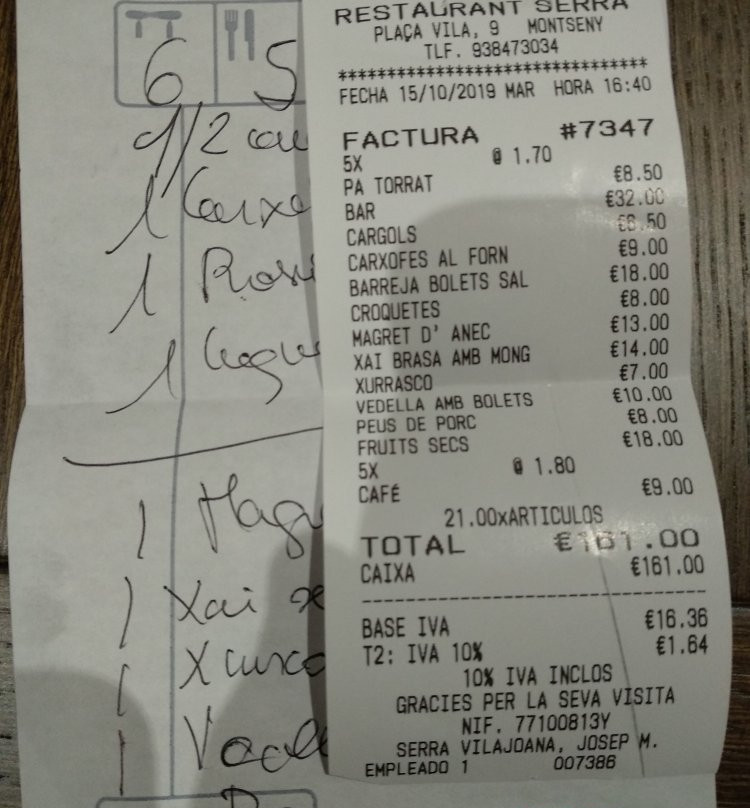 RESTAURANT SERRA
PLAÇA VILA, 9 MONTSENY
TLF. 938473034
******************************
FECHA 15/10/2019 MAR HORA 16:40
FACTURA #7347
5X @ 1.70
PA TORRAT €8.50
BAR €32.00
CARGOLS €6.50
CARXOFES AL FORN €9.00
BARREJA BOLETS SAL €18.00
CROQUETES €8.00
MAGRET D' ANEC €13.00
XAI BRASA AMB MONG €14.00
XURRASCO €7.00
VEDELLA AMB BOLETS €10.00
PEUS DE PORC €8.00
FRUITS SECS €18.00
5X @ 1.80
CAFÉ €9.00
21.00xARTICULOS
TOTAL €161.00
CAIXA €161.00
BASE IVA €16.36
T2: IVA 10% €1.64
10% IVA INCLOS
GRACIES PER LA SEVA VISITA
NIF. 77100813Y
SERRA VILAJOANA, JOSEP M.
EMPLEADO 1 007386
6 5
1/2
1
1
1
1
1 Xai
1
1